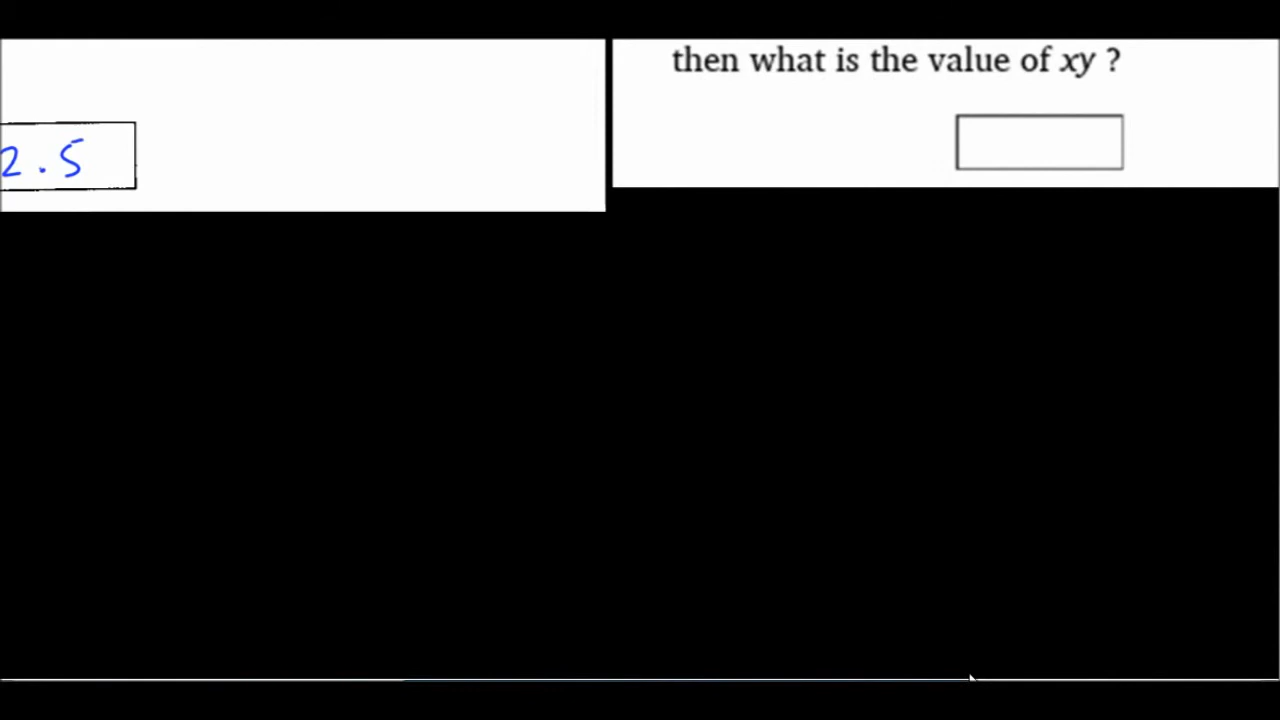 then what is the value of xy ?
2.5